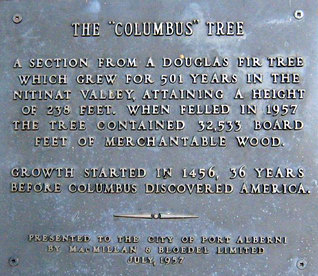 THE "COLUMBUS" TREE
A SECTION FROM A DOUGLAS FIR TREE
WHICH GREW FOR 501 YEARS IN THE
NITINAT VALLEY, ATTAINING A HEIGHT
OF 238 FEET. WHEN FELLED IN 1957
THE TREE CONTAINED 32,533 BOARD
FEET OF MERCHANTABLE WOOD.
GROWTH STARTED IN 1456, 36 YEARS
BEFORE COLUMBUS DISCOVERED AMERICA.
PRESENTED TO THE CITY OF PORT ALBERNI
BY MACMILLAN & BLOEDEL LIMITED
JULY, 1957